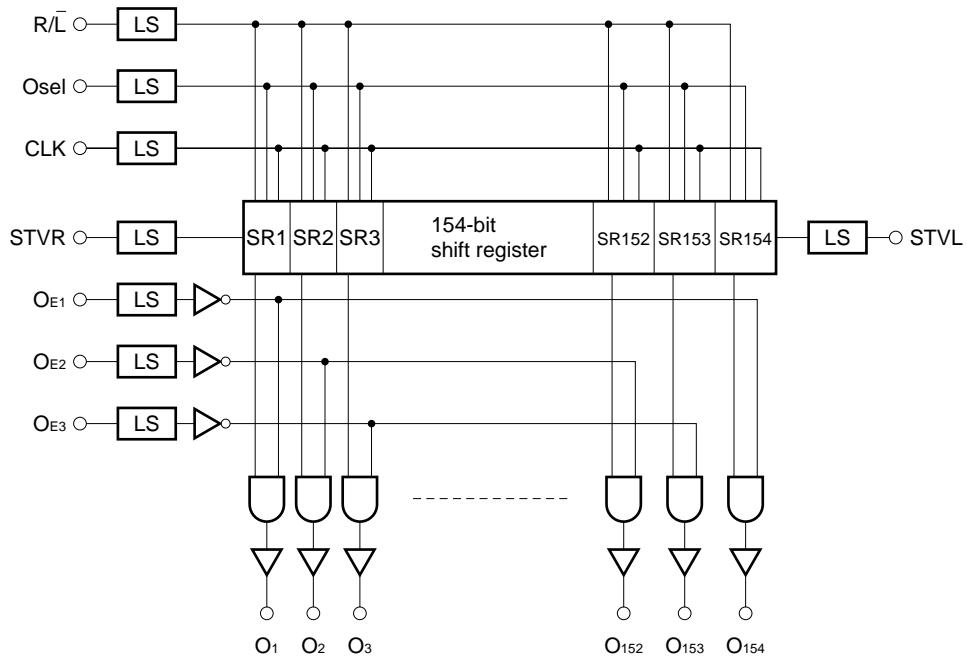 R/L̅ LS
Osel LS
CLK LS
STVR LS SR1 SR2 SR3 154-bit shift register SR152 SR153 SR154 LS STVL
OE1 LS
OE2 LS
OE3 LS
O1 O2 O3 O152 O153 O154